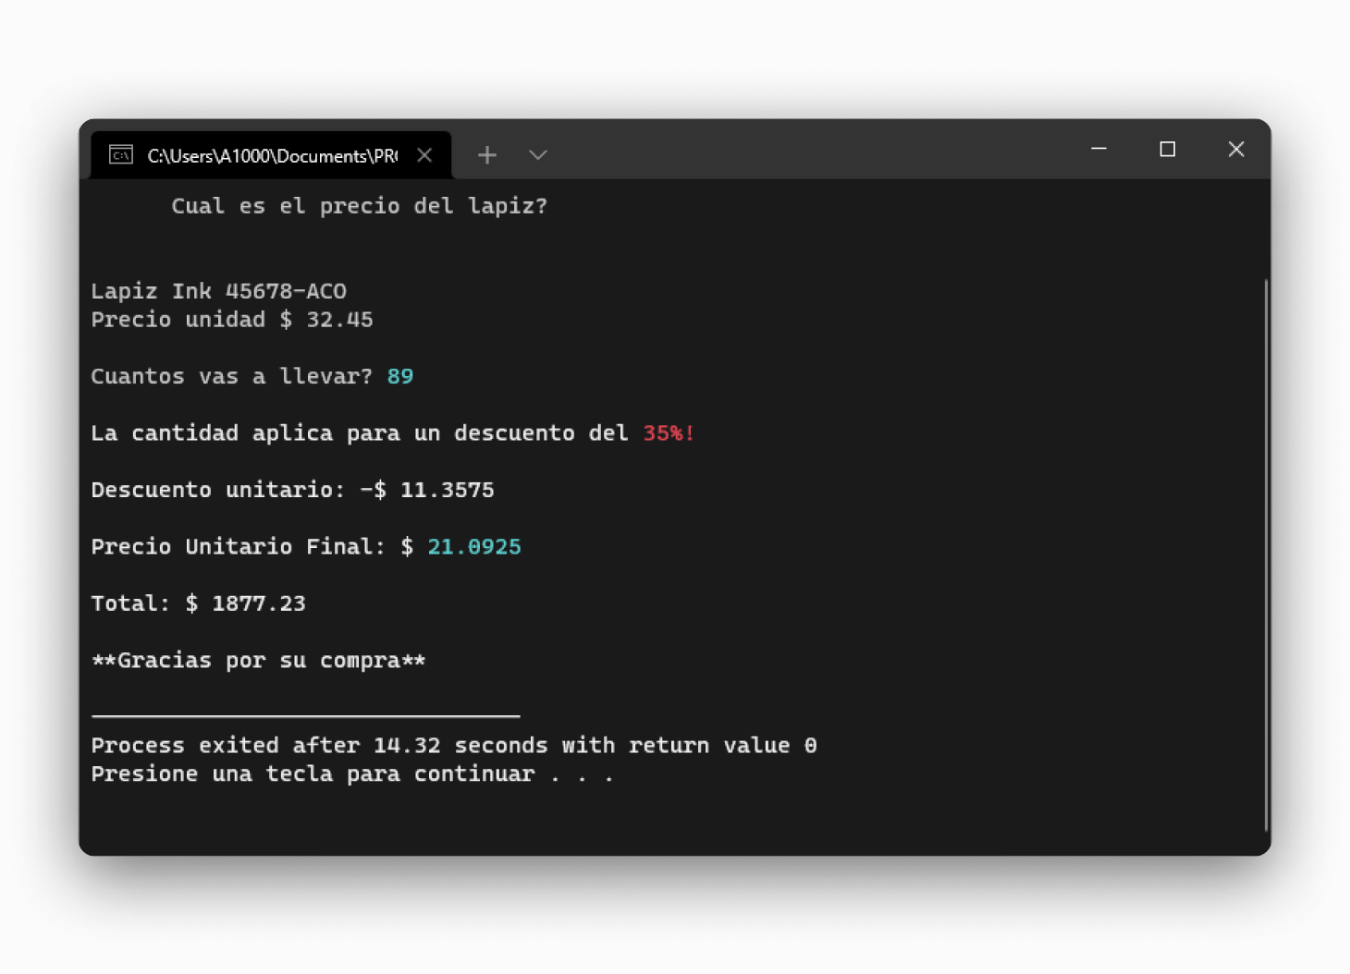 C:\Users\A1000\Documents\PR
Cual es el precio del lapiz?
Lapiz Ink 45678-ACO
Precio unidad $ 32.45
Cuantos vas a llevar? 89
La cantidad aplica para un descuento del 35%!
Descuento unitario: -$ 11.3575
Precio Unitario Final: $ 21.0925
Total: $ 1877.23
**Gracias por su compra**
Process exited after 14.32 seconds with return value 0
Presione una tecla para continuar . . .